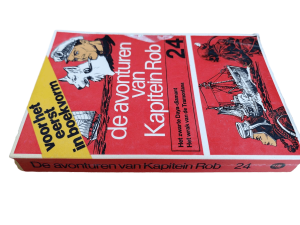 voor het
eerst
in boekvorm
de avonturen
van
Kapitein Rob
24
De avonturen van Kapitein Rob 24